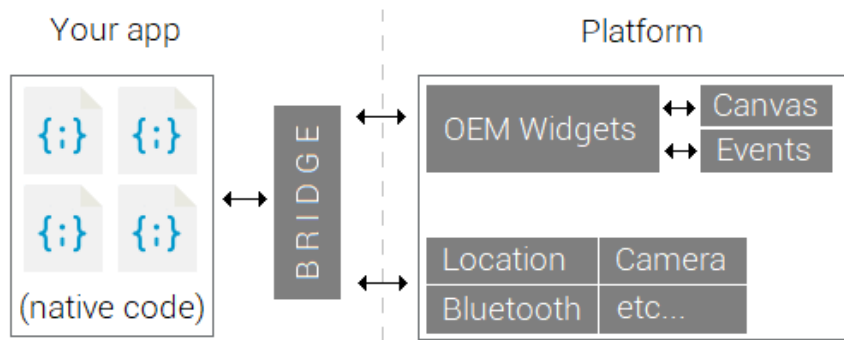 Your app
Platform
{;} {;}
{;} {;}
(native code)
BRIDGE
OEM Widgets
Canvas
Events
Location Camera
Bluetooth etc...